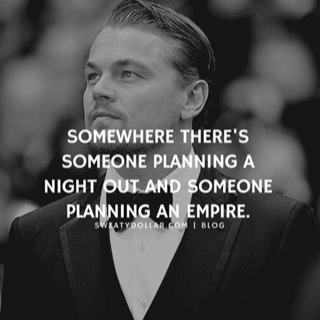 SOMEWHERE THERE'S
SOMEONE PLANNING A
NIGHT OUT AND SOMEONE
PLANNING AN EMPIRE.
SWEATYDOLLAR.COM | BLOG